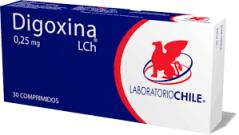 Digoxina
0,25 mg
LCh®
30 COMPRIMIDOS
LABORATORIOCHILE®